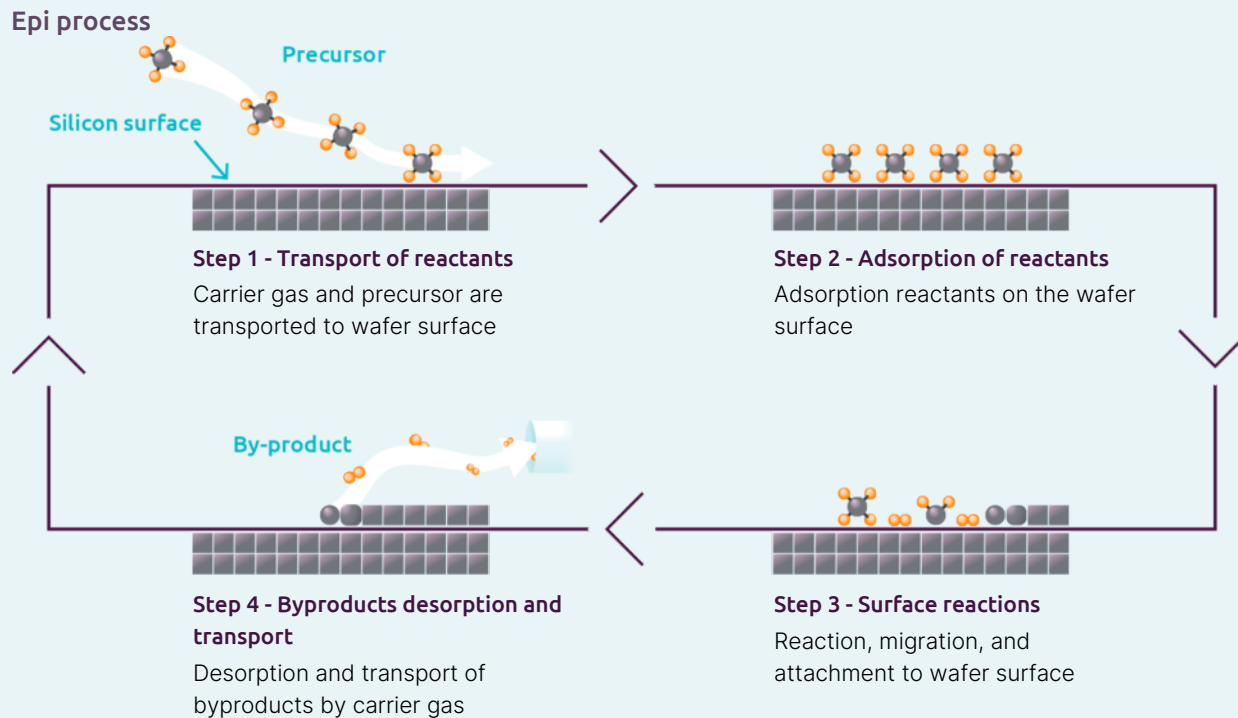 Epi process
Precursor
Silicon surface
Step 1 - Transport of reactants
Carrier gas and precursor are
transported to wafer surface
Step 2 - Adsorption of reactants
Adsorption reactants on the wafer
surface
By-product
Step 4 - Byproducts desorption and
transport
Desorption and transport of
byproducts by carrier gas
Step 3 - Surface reactions
Reaction, migration, and
attachment to wafer surface